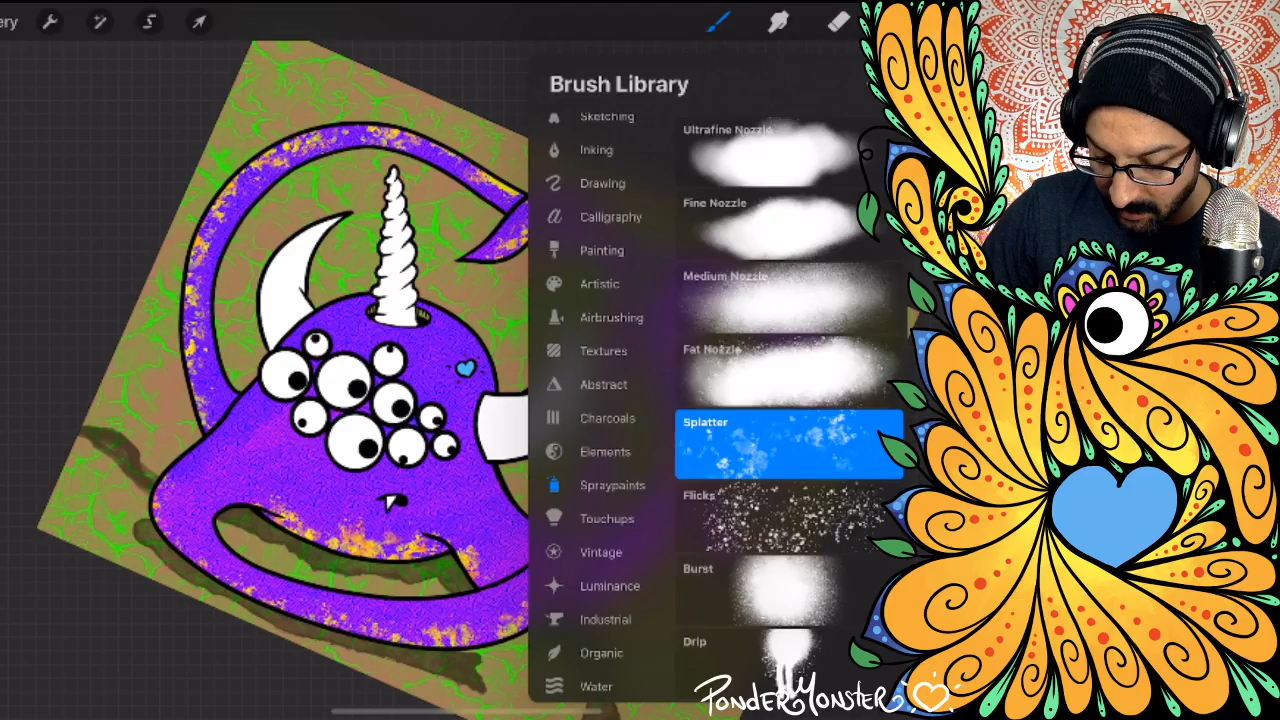 ery
Brush Library
Sketching
Inking
Drawing
Calligraphy
Painting
Artistic
Airbrushing
Textures
Abstract
Charcoals
Elements
Spraypaints
Touchups
Vintage
Luminance
Industrial
Organic
Water
Ultrafine Nozzle
Fine Nozzle
Medium Nozzle
Fat Nozzle
Splatter
Flicks
Burst
Drip
PONDERMONSTER